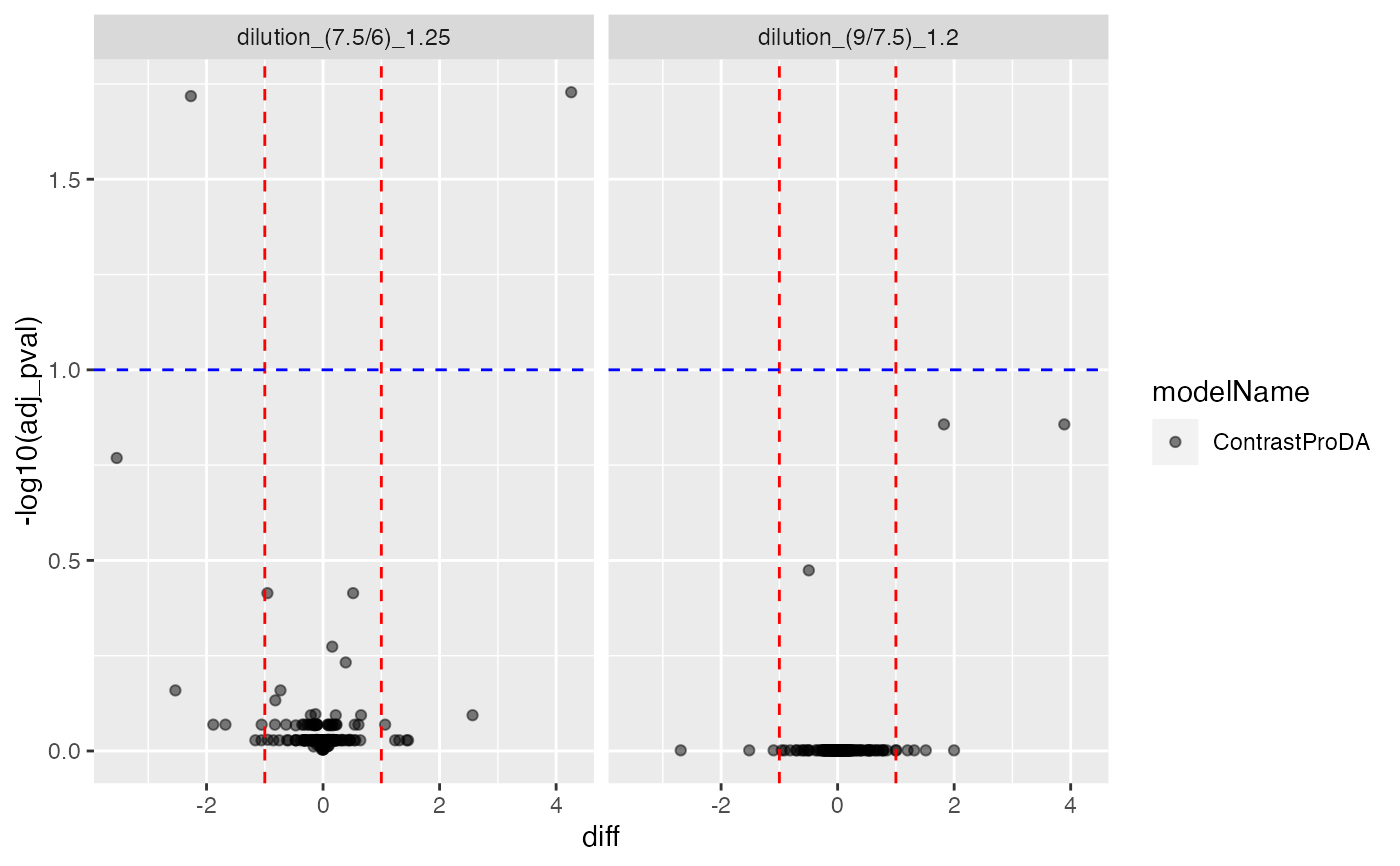 dilution_(7.5/6)_1.25
dilution_(9/7.5)_1.2
-log10(adj_pval)
1.5
1.0
0.5
0.0
-2 0 2 4
-2 0 2 4
diff
modelName
ContrastProDA